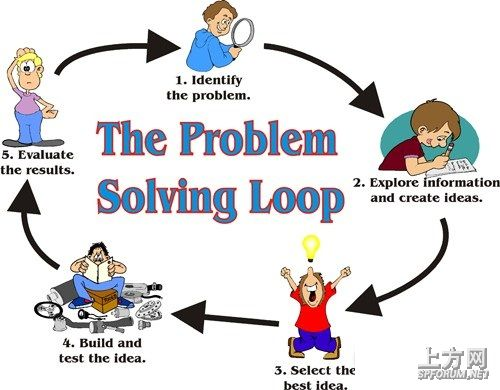 The Problem
Solving Loop
1. Identify
the problem.
2. Explore information
and create ideas.
3. Select the
best idea.
4. Build and
test the idea.
5. Evaluate
the results.
上方网
SPFORUM.NET